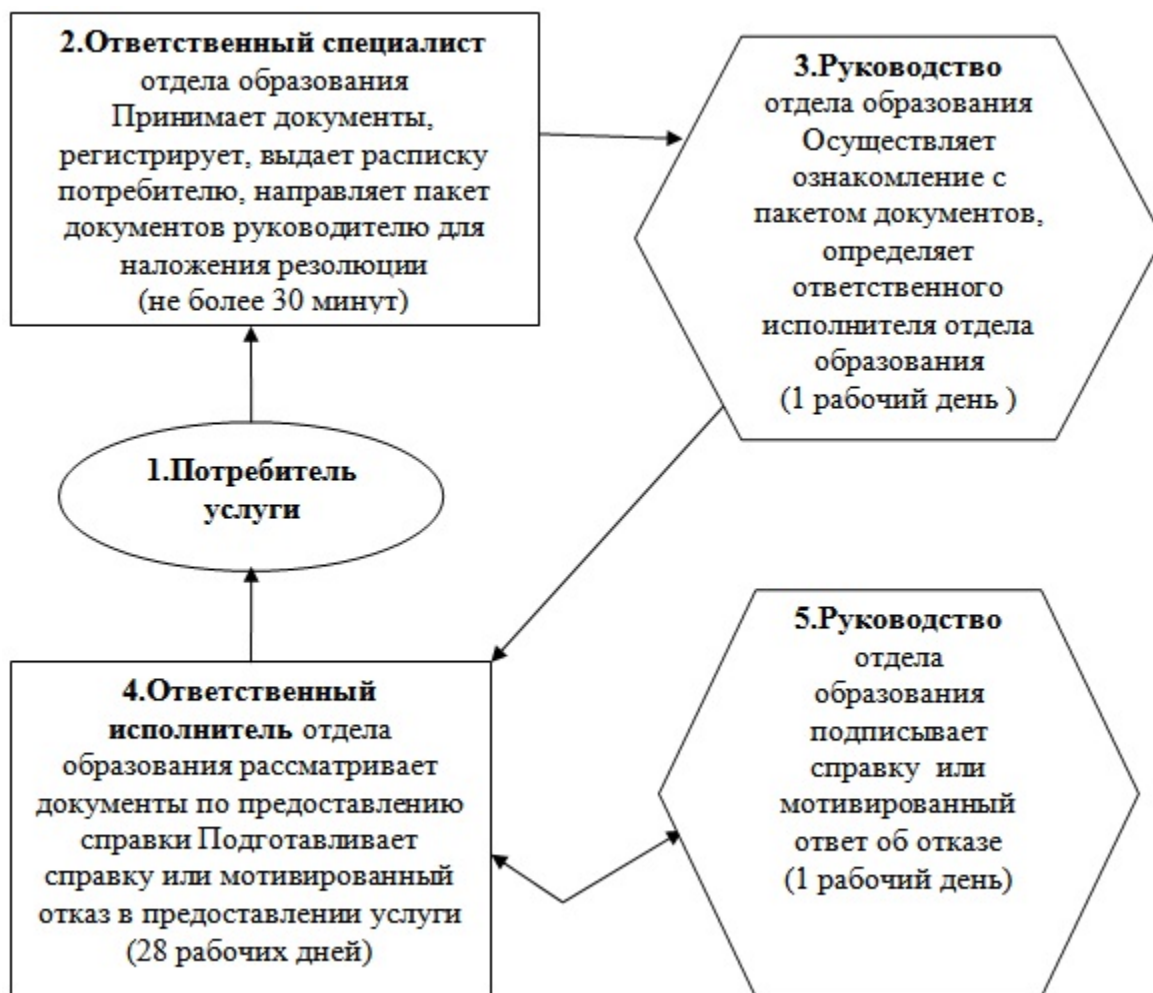 2.Ответственный специалист
отдела образования
Принимает документы,
регистрирует, выдает расписку
потребителю, направляет пакет
документов руководителю для
наложения резолюции
(не более 30 минут)
3.Руководство
отдела образования
Осуществляет
ознакомление с
пакетом документов,
определяет
ответственного
исполнителя отдела
образования
(1 рабочий день )
1.Потребитель
услуги
4.Ответственный
исполнитель отдела
образования рассматривает
документы по предоставлению
справки Подготавливает
справку или мотивированный
отказ в предоставлении услуги
(28 рабочих дней)
5.Руководство
отдела
образования
подписывает
справку или
мотивированный
ответ об отказе
(1 рабочий день)